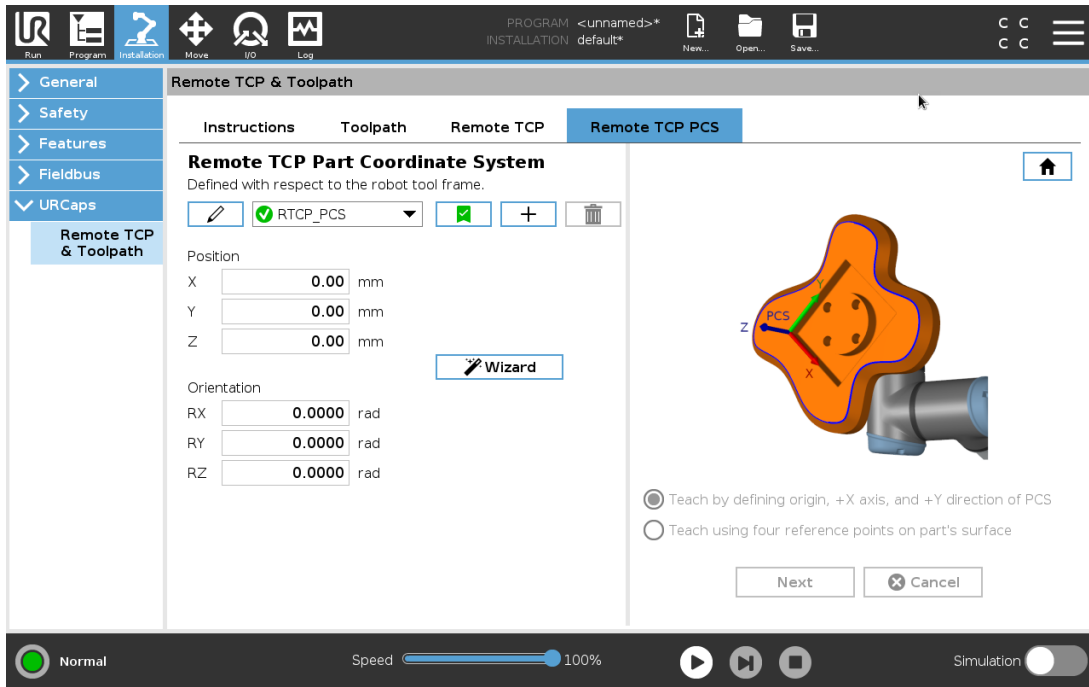 UR
Run
Program
Installation
Move
I/O
Log
PROGRAM <unnamed>*
INSTALLATION default*
New...
Open...
Save...
C C
C C
General
Safety
Features
Fieldbus
URCaps
Remote TCP
& Toolpath
Remote TCP & Toolpath
Instructions
Toolpath
Remote TCP
Remote TCP PCS
Remote TCP Part Coordinate System
Defined with respect to the robot tool frame.
RTCP_PCS
Position
X 0.00 mm
Y 0.00 mm
Z 0.00 mm
Wizard
Orientation
RX 0.0000 rad
RY 0.0000 rad
RZ 0.0000 rad
Y
PCS
Z
X
Teach by defining origin, +X axis, and +Y direction of PCS
Teach using four reference points on part's surface
Next
Cancel
Normal
Speed
100%
Simulation